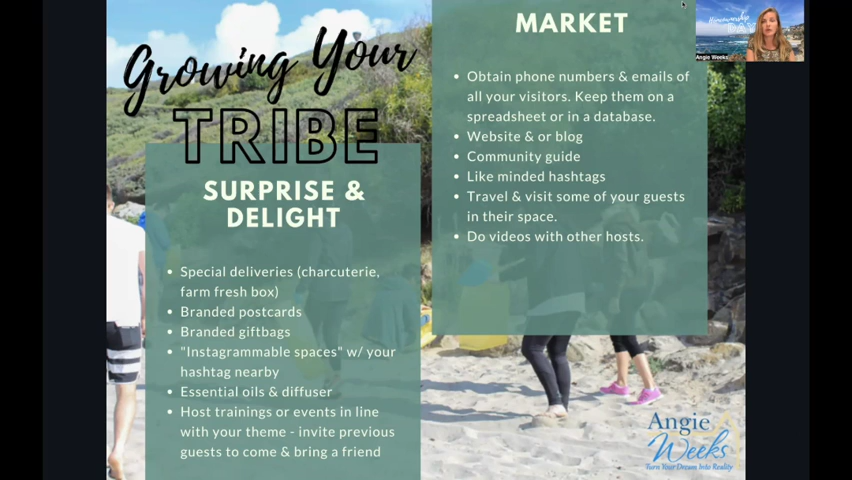 Growing Your
TRIBE
SURPRISE &
DELIGHT
• Special deliveries (charcuterie,
farm fresh box)
• Branded postcards
• Branded giftbags
• "Instagrammable spaces" w/ your
hashtag nearby
• Essential oils & diffuser
• Host trainings or events in line
with your theme - invite previous
guests to come & bring a friend
MARKET
• Obtain phone numbers & emails of
all your visitors. Keep them on a
spreadsheet or in a database.
• Website & or blog
• Community guide
• Like minded hashtags
• Travel & visit some of your guests
in their space.
• Do videos with other hosts.
Angie Weeks
Angie
Weeks
Turn Your Dream Into Reality